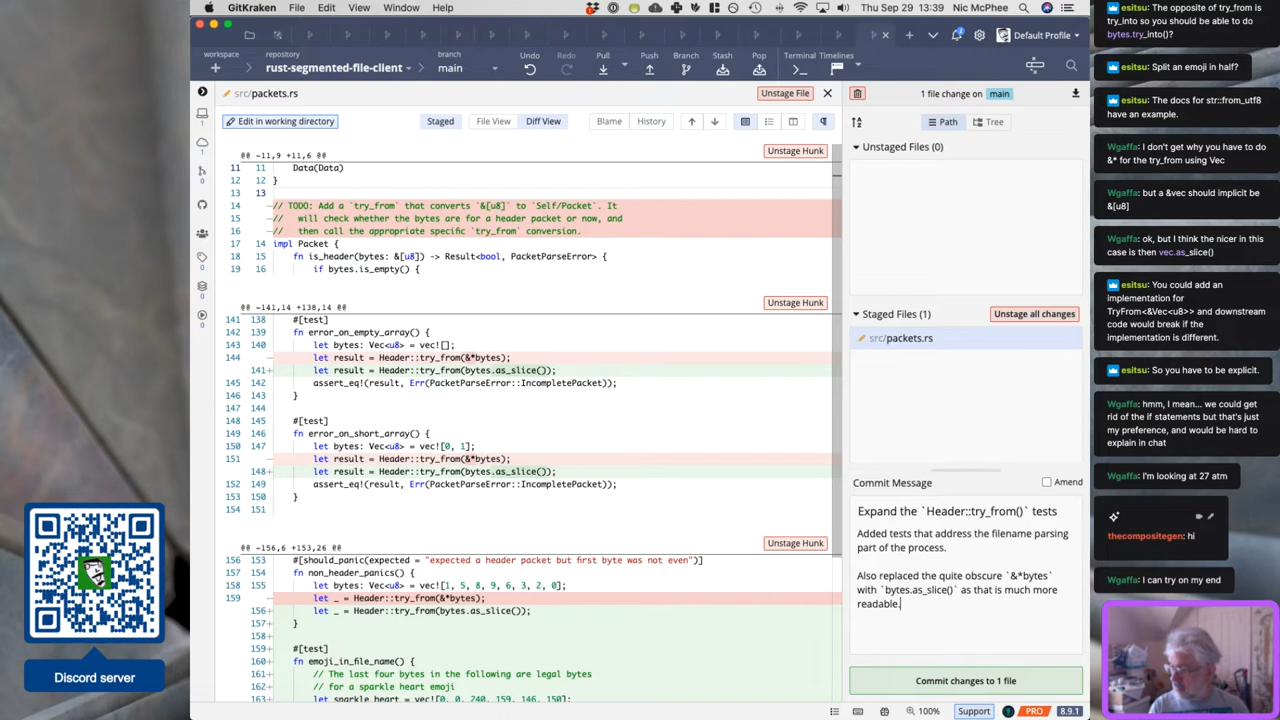 GitKraken File Edit View Window Help Thu Sep 29 13:39 Nic McPhee
2 Default Profile
workspace
repository
rust-segmented-file-client
branch
main
Undo Redo Pull Push Branch Stash Pop Terminal Timelines
src/packets.rs
Unstage File
Edit in working directory
Staged File View Diff View Blame History
@@ -11,9 +11,6 @@
Unstage Hunk
11 11 Data(Data)
12 12 }
13 13
14 – // TODO: Add a `try_from` that converts `&[u8]` to `Self/Packet`. It
15 – // will check whether the bytes are for a header packet or now, and
16 – // then call the appropriate specific `try_from` conversion.
17 14 impl Packet {
18 15 fn is_header(bytes: &[u8]) -> Result<bool, PacketParseError> {
19 16 if bytes.is_empty() {
@@ -141,14 +138,14 @@
Unstage Hunk
141 138 #[test]
142 139 fn error_on_empty_array() {
143 140 let bytes: Vec<u8> = vec![];
144 – let result = Header::try_from(&*bytes);
141+ let result = Header::try_from(bytes.as_slice());
145 142 assert_eq!(result, Err(PacketParseError::IncompletePacket));
146 143 }
147 144
148 145 #[test]
149 146 fn error_on_short_array() {
150 147 let bytes: Vec<u8> = vec![0, 1];
151 – let result = Header::try_from(&*bytes);
148+ let result = Header::try_from(bytes.as_slice());
152 149 assert_eq!(result, Err(PacketParseError::IncompletePacket));
153 150 }
154 151
@@ -156,6 +153,26 @@
Unstage Hunk
156 153 #[should_panic(expected = "expected a header packet but first byte was not even")]
157 154 fn non_header_panics() {
158 155 let bytes: Vec<u8> = vec![1, 5, 8, 9, 6, 3, 2, 0];
159 – let _ = Header::try_from(&*bytes);
156+ let _ = Header::try_from(bytes.as_slice());
157+ }
158+
159+ #[test]
160+ fn emoji_in_file_name() {
161+ // The last four bytes in the following are legal bytes
162+ // for a sparkle heart emoji
163+ let sparkle_heart = vec![0, 0, 240, 159, 146, 150];
1 file change on main
Path Tree
Unstaged Files (0)
Staged Files (1)
Unstage all changes
src/packets.rs
Commit Message
Amend
Expand the `Header::try_from()` tests
Added tests that address the filename parsing
part of the process.
Also replaced the quite obscure `&*bytes`
with `bytes.as_slice()` as that is much more
readable.
Commit changes to 1 file
100% Support PRO 8.9.1
esitsu: The opposite of try_from is
try_into so you should be able to do
bytes.try_into()?
esitsu: Split an emoji in half?
esitsu: The docs for str::from_utf8
have an example.
Wgaffa: I don't get why you have to do
&* for the try_from using Vec
Wgaffa: but a &vec should implicit be
&[u8]
Wgaffa: ok, but I think the nicer in this
case is then vec.as_slice()
esitsu: You could add an
implementation for
TryFrom<&Vec<u8>> and downstream
code would break if the
implementation is different.
esitsu: So you have to be explicit.
Wgaffa: hmm, I mean... we could get
rid of the if statements but that's just
my preference, and would be hard to
explain in chat
Wgaffa: I'm looking at 27 atm
thecompositegen: hi
Wgaffa: I can try on my end
Discord server